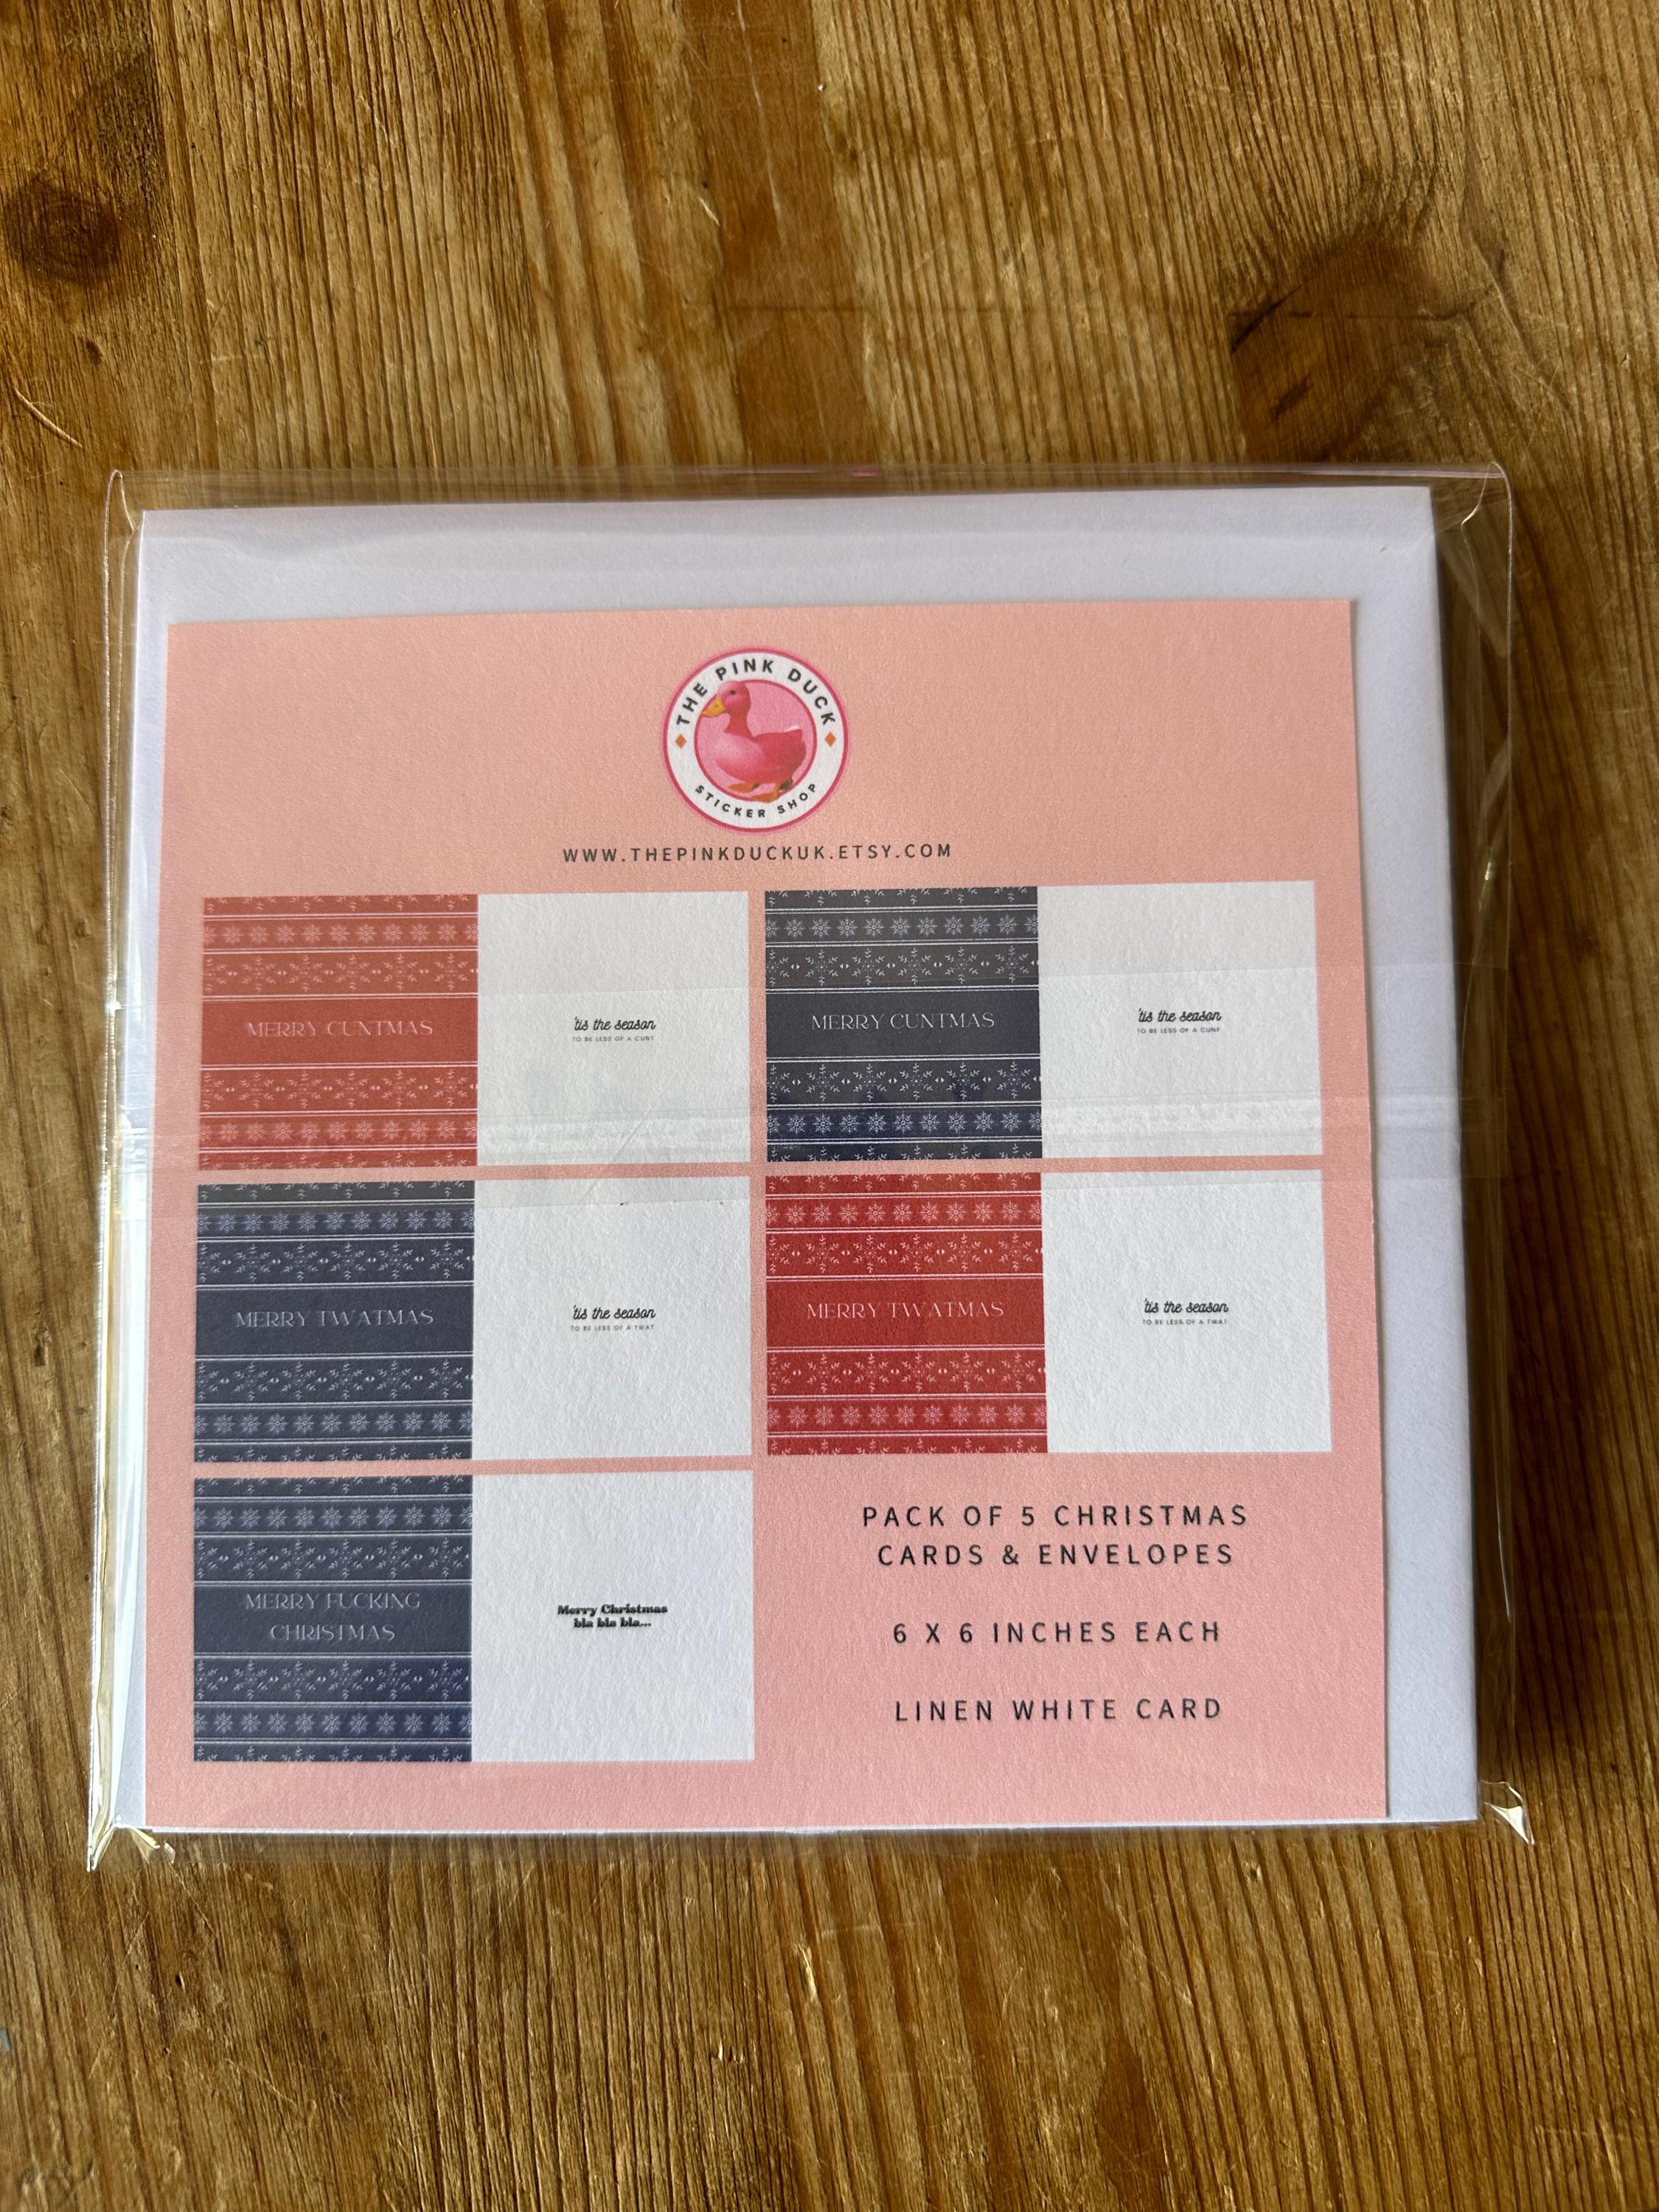 THE PINK DUCK
STICKER SHOP
WWW.THEPINKDUCKUK.ETSY.COM
MERRY CUNTMAS
'tis the season
TO BE LESS OF A CUNT
MERRY CUNTMAS
'tis the season
TO BE LESS OF A CUNT
MERRY TWATMAS
'tis the season
TO BE LESS OF A TWAT
MERRY TWATMAS
'tis the season
TO BE LESS OF A TWAT
MERRY FUCKING
CHRISTMAS
Merry Christmas
bla bla bla...
PACK OF 5 CHRISTMAS
CARDS & ENVELOPES
6 X 6 INCHES EACH
LINEN WHITE CARD